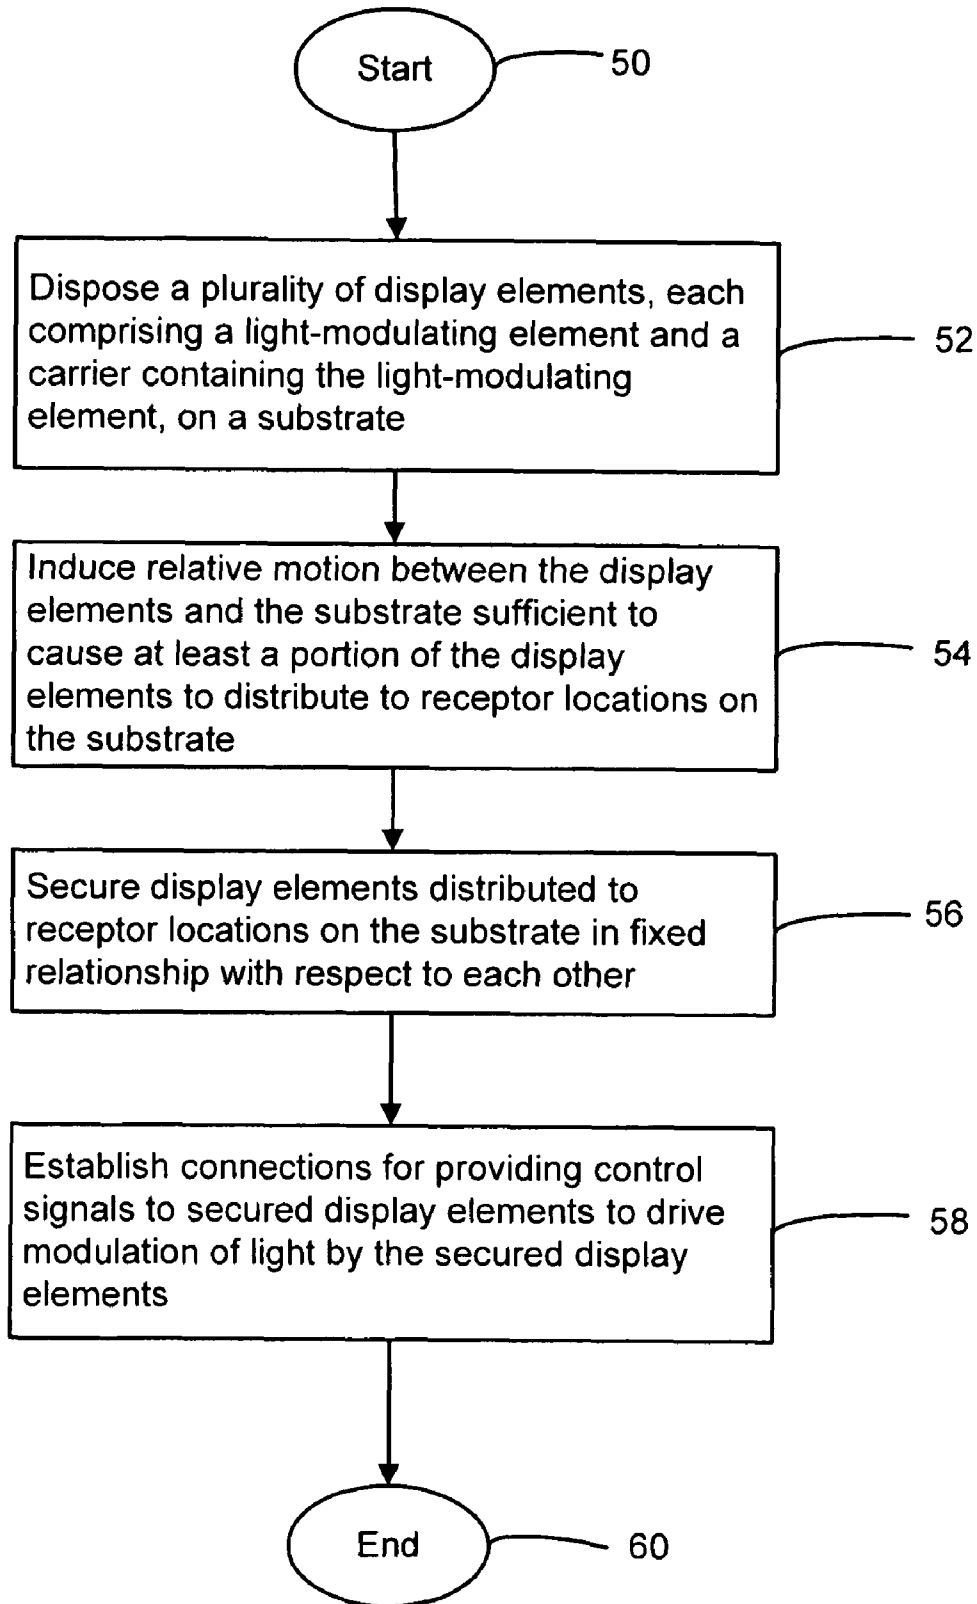 Start
50
Dispose a plurality of display elements, each
comprising a light-modulating element and a
carrier containing the light-modulating
element, on a substrate
52
Induce relative motion between the display
elements and the substrate sufficient to
cause at least a portion of the display
elements to distribute to receptor locations on
the substrate
54
Secure display elements distributed to
receptor locations on the substrate in fixed
relationship with respect to each other
56
Establish connections for providing control
signals to secured display elements to drive
modulation of light by the secured display
elements
58
End
60